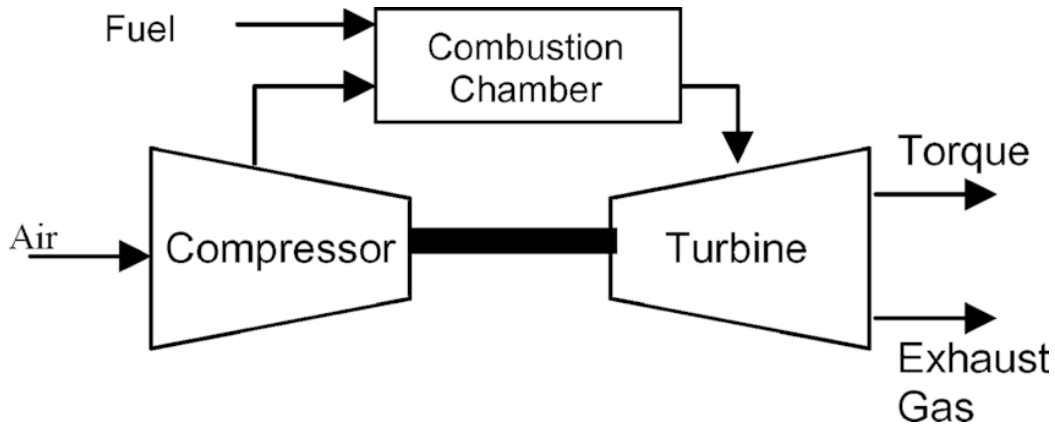 Fuel
Combustion
Chamber
Torque
Air
Compressor
Turbine
Exhaust
Gas